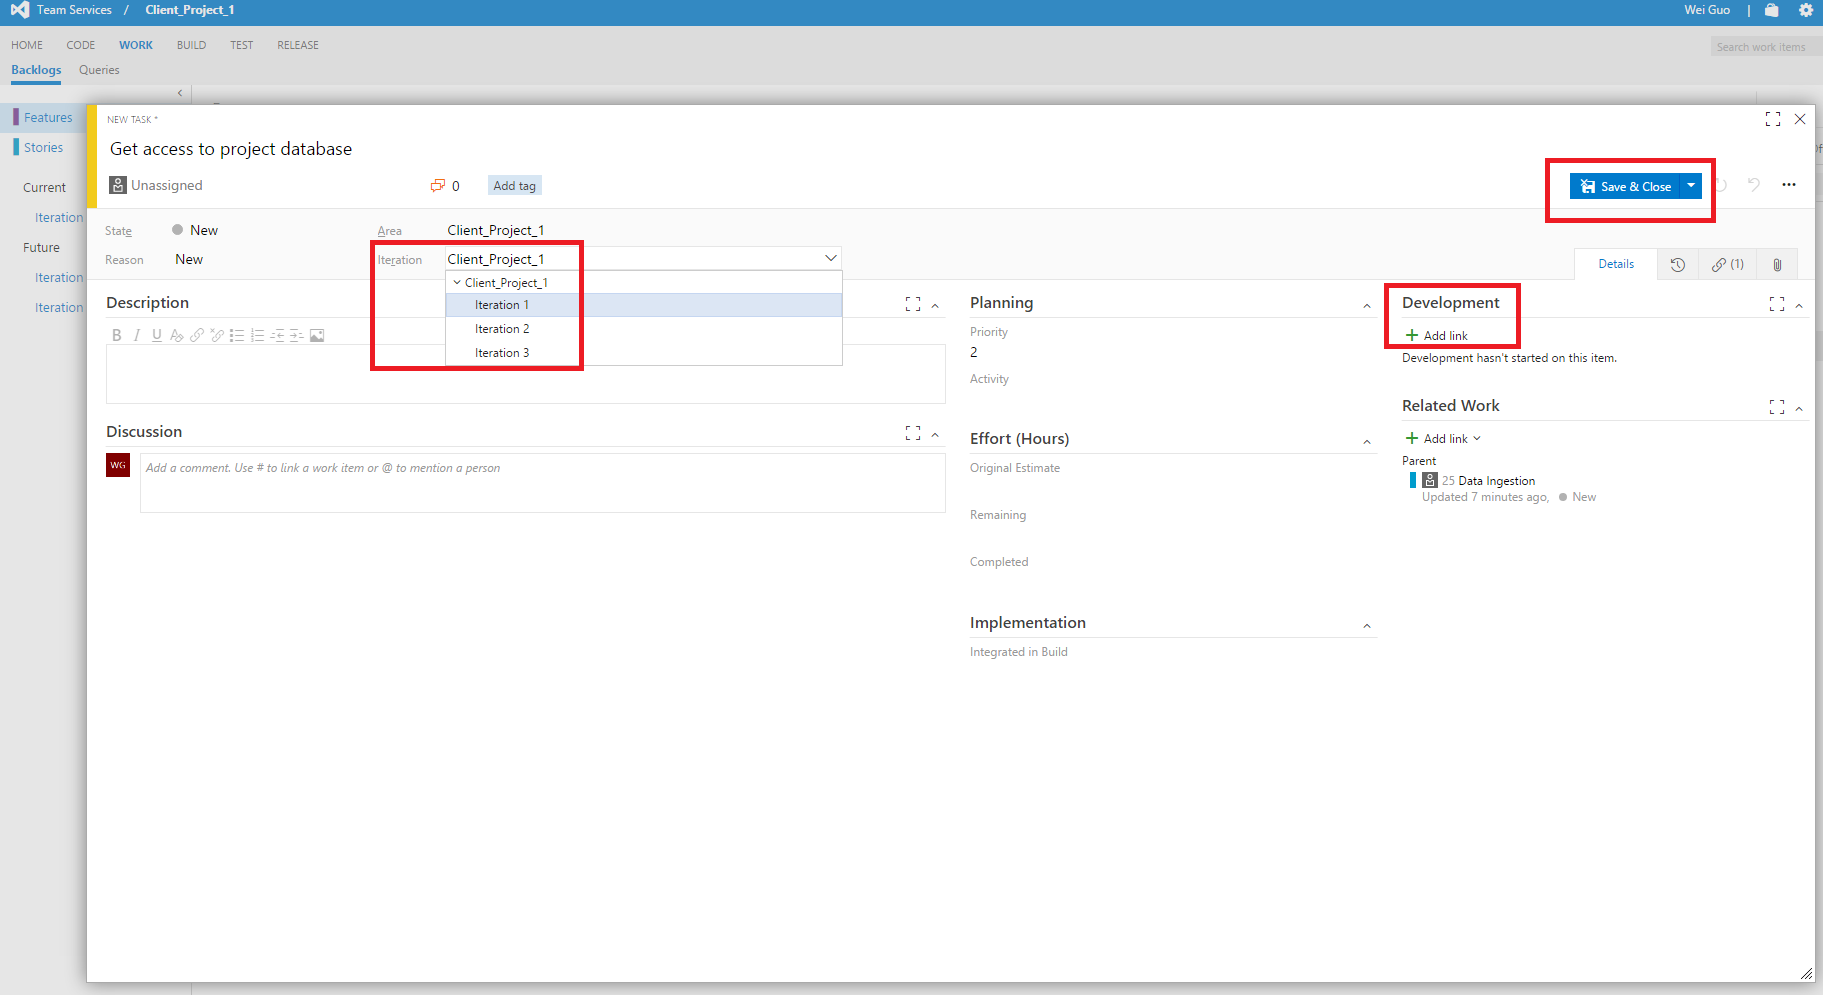 Team Services / Client_Project_1
Wei Guo |
HOME CODE WORK BUILD TEST RELEASE
Search work items
Backlogs Queries
Features
Stories
Current
Iteration
Future
Iteration
Iteration
NEW TASK *
Get access to project database
Unassigned
0
Add tag
Save & Close
State New
Area Client_Project_1
Reason New
Iteration Client_Project_1
Client_Project_1
Iteration 1
Iteration 2
Iteration 3
Details
(1)
Description
B I U
Discussion
WG
Add a comment. Use # to link a work item or @ to mention a person
Planning
Priority
2
Activity
Effort (Hours)
Original Estimate
Remaining
Completed
Implementation
Integrated in Build
Development
+ Add link
Development hasn't started on this item.
Related Work
+ Add link
Parent
25 Data Ingestion
Updated 7 minutes ago, New